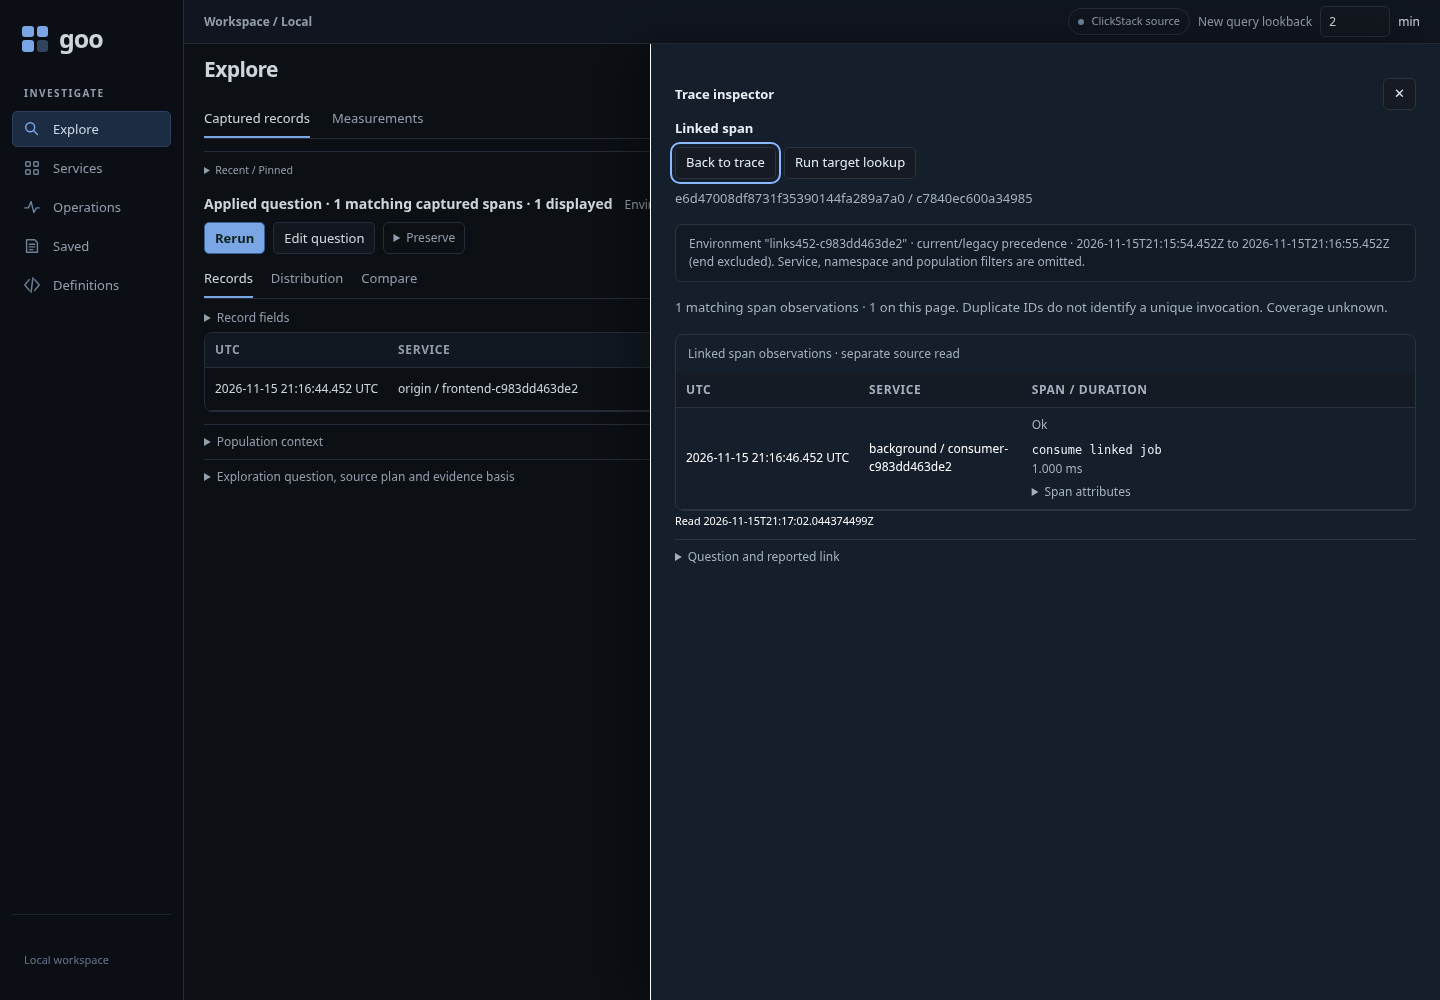 goo
INVESTIGATE
Explore
Services
Operations
Saved
Definitions
Local workspace
Workspace / Local
ClickStack source
New query lookback
2
min
Explore
Captured records
Measurements
Recent / Pinned
Applied question · 1 matching captured spans · 1 displayed
Rerun
Edit question
Preserve
Records
Distribution
Compare
Record fields
UTC
SERVICE
2026-11-15 21:16:44.452 UTC
origin / frontend-c983dd463de2
Population context
Exploration question, source plan and evidence basis
Trace inspector
×
Linked span
Back to trace
Run target lookup
e6d47008df8731f35390144fa289a7a0 / c7840ec600a34985
Environment "links452-c983dd463de2" · current/legacy precedence · 2026-11-15T21:15:54.452Z to 2026-11-15T21:16:55.452Z
(end excluded). Service, namespace and population filters are omitted.
1 matching span observations · 1 on this page. Duplicate IDs do not identify a unique invocation. Coverage unknown.
Linked span observations · separate source read
UTC
SERVICE
SPAN / DURATION
2026-11-15 21:16:46.452 UTC
background / consumer-
c983dd463de2
Ok
consume linked job
1.000 ms
Span attributes
Read 2026-11-15T21:17:02.044374499Z
Question and reported link